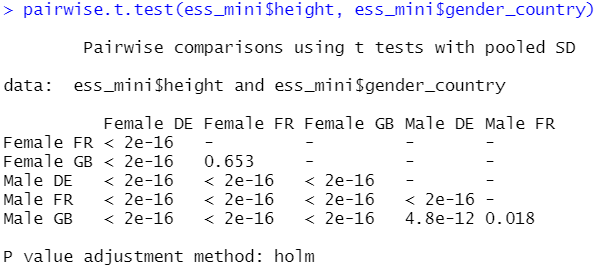 > pairwise.t.test(ess_mini$height, ess_mini$gender_country)
Pairwise comparisons using t tests with pooled SD
data:  ess_mini$height and ess_mini$gender_country
          Female DE Female FR Female GB Male DE Male FR
Female FR < 2e-16   -         -         -       -
Female GB < 2e-16   0.653     -         -       -
Male DE   < 2e-16   < 2e-16   < 2e-16   -       -
Male FR   < 2e-16   < 2e-16   < 2e-16   < 2e-16 -
Male GB   < 2e-16   < 2e-16   < 2e-16   4.8e-12 0.018
P value adjustment method: holm